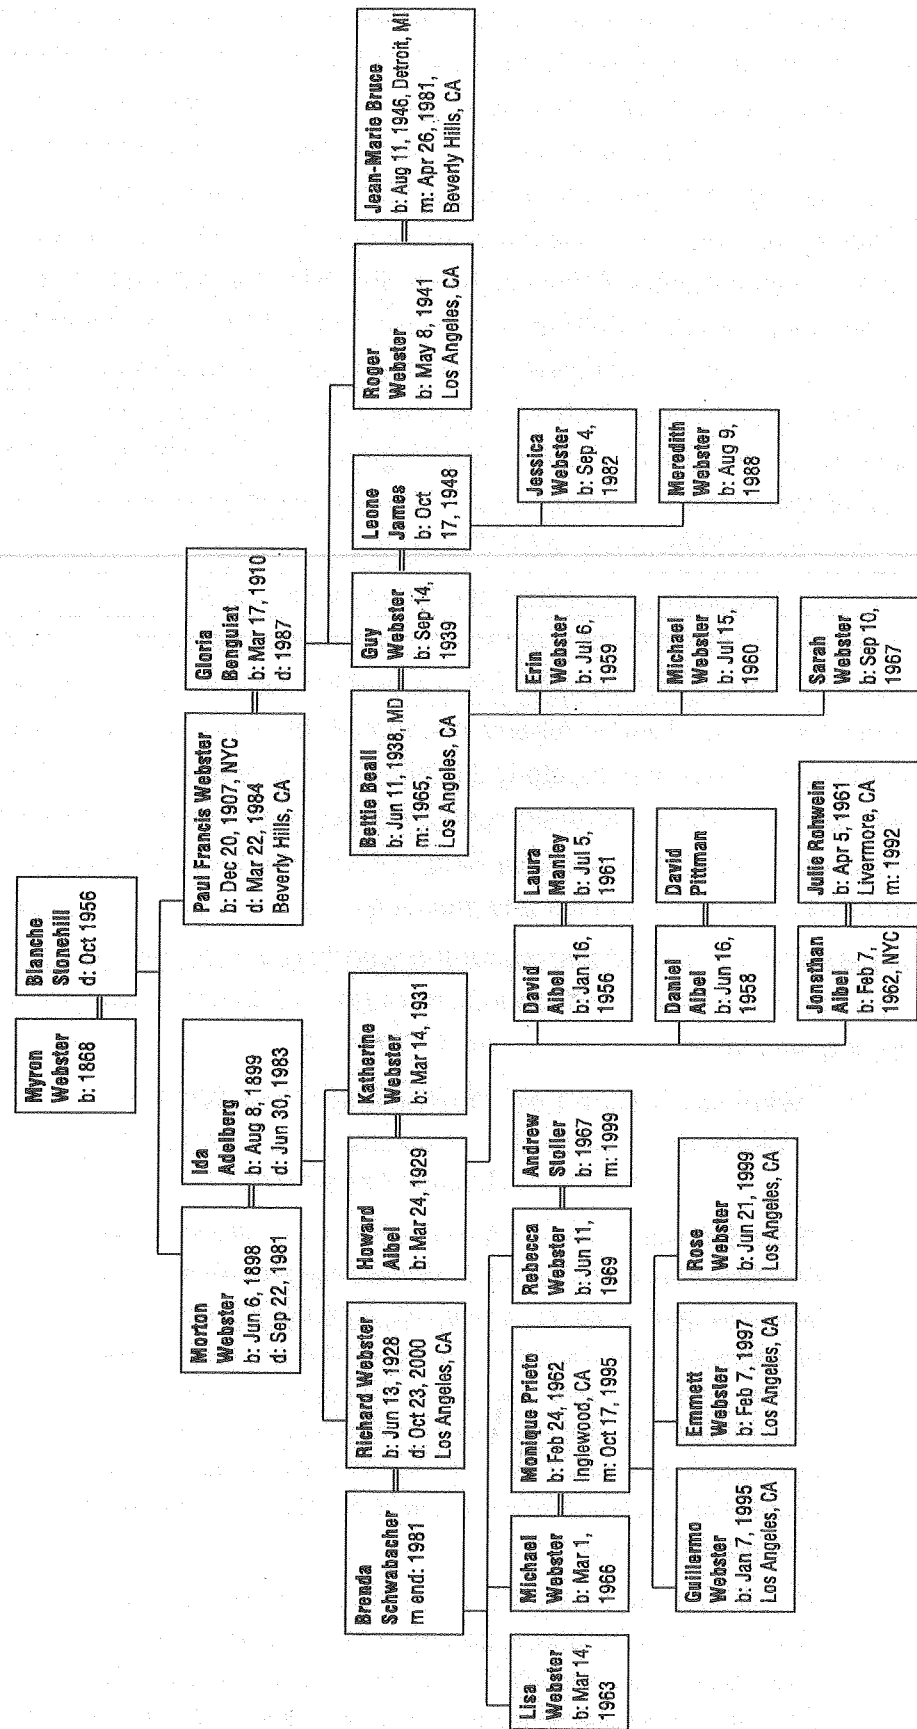 Myron
Webster
b: 1868
Blanche
Stonehill
d: Oct 1956
Morton
Webster
b: Jun 6, 1898
d: Sep 22, 1981
Ida
Adelberg
b: Aug 8, 1899
d: Jun 30, 1983
Paul Francis Webster
b: Dec 20, 1907, NYC
d: Mar 22, 1984
Beverly Hills, CA
Gloria
Benguiat
b: Mar 17, 1910
d: 1987
Brenda
Schwabacher
m end: 1981
Richard Webster
b: Jun 13, 1928
d: Oct 23, 2000
Los Angeles, CA
Howard
Aibel
b: Mar 24, 1929
Katherine
Webster
b: Mar 14, 1931
Bettie Beall
b: Jun 11, 1938, MD
m: 1965,
Los Angeles, CA
Guy
Webster
b: Sep 14,
1939
Leone
James
b: Oct
17, 1948
Roger
Webster
b: May 8, 1941
Los Angeles, CA
Jean-Marie Bruce
b: Aug 11, 1946, Detroit, MI
m: Apr 26, 1981,
Beverly Hills, CA
Lisa
Webster
b: Mar 14,
1963
Michael
Webster
b: Mar 1,
1966
Monique Prieto
b: Feb 24, 1962
Inglewood, CA
m: Oct 17, 1995
Rebecca
Webster
b: Jun 11,
1969
Andrew
Stoller
b: 1967
m: 1999
David
Aibel
b: Jan 16,
1956
Laura
Manley
b: Jul 5,
1961
Erin
Webster
b: Jul 6,
1959
Jessica
Webster
b: Sep 4,
1982
Daniel
Aibel
b: Jun 16,
1958
David
Pittman
Michael
Webster
b: Jul 15,
1960
Meredith
Webster
b: Aug 9,
1988
Guillermo
Webster
b: Jan 7, 1995
Los Angeles, CA
Emmett
Webster
b: Feb 7, 1997
Los Angeles, CA
Rose
Webster
b: Jun 21, 1999
Los Angeles, CA
Jonathan
Aibel
b: Feb 7,
1962, NYC
Julie Rohwein
b: Apr 5, 1961
Livermore, CA
m: 1992
Sarah
Webster
b: Sep 10,
1967